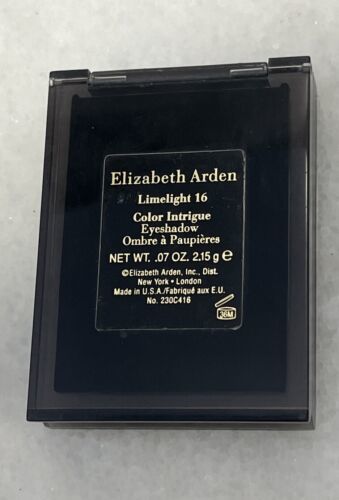 Elizabeth Arden
Limelight 16
Color Intrigue
Eyeshadow
Ombre à Paupières
NET WT. .07 OZ. 2.15 g ℮
©Elizabeth Arden, Inc., Dist.
New York • London
Made in U.S.A./Fabriqué aux E.U.
No. 230C416
36M